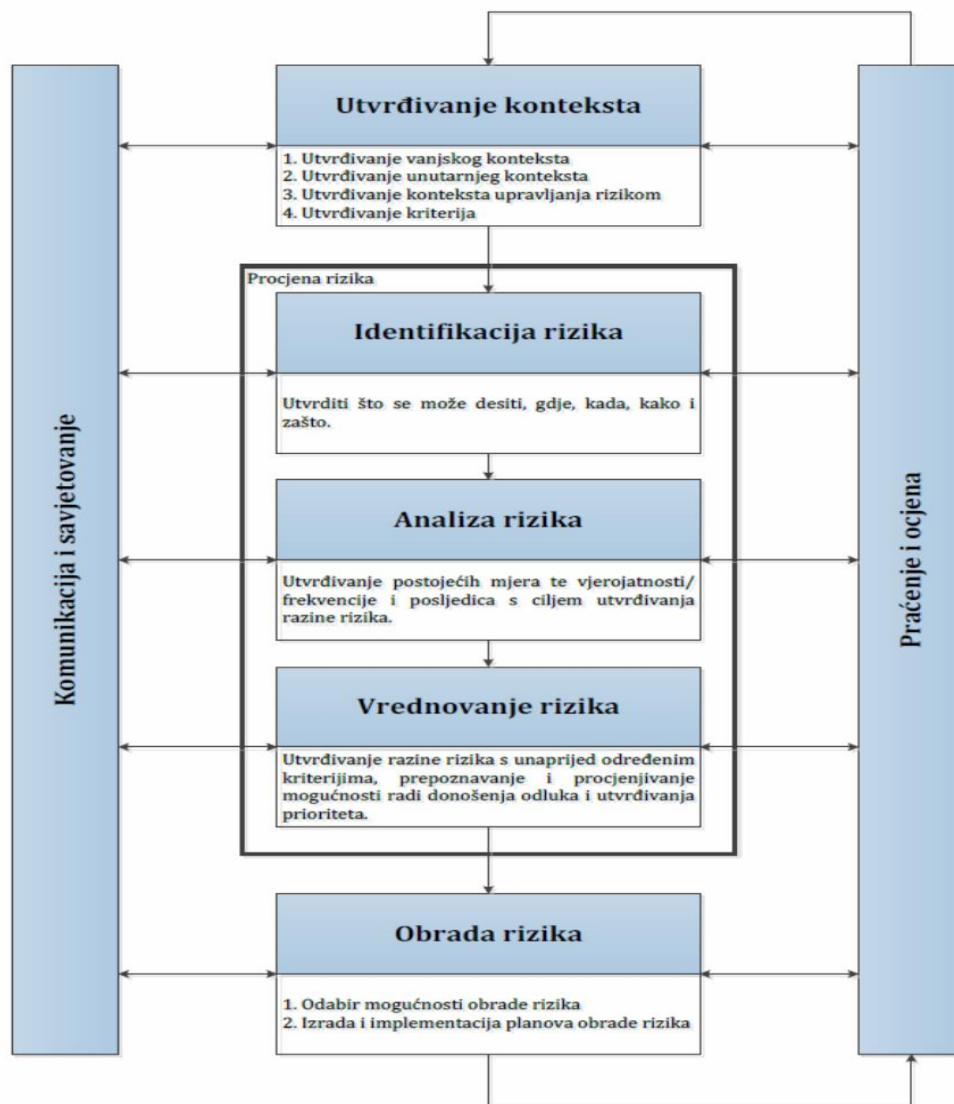 Komunikacija i savjetovanje
Utvrđivanje konteksta
1. Utvrđivanje vanjskog konteksta
2. Utvrđivanje unutarnjeg konteksta
3. Utvrđivanje konteksta upravljanja rizikom
4. Utvrđivanje kriterija
Procjena rizika
Identifikacija rizika
Utvrditi što se može desiti, gdje, kada, kako i
zašto.
Analiza rizika
Utvrđivanje postojećih mjera te vjerojatnosti/
frekvencije i posljedica s ciljem utvrđivanja
razine rizika.
Vrednovanje rizika
Utvrđivanje razine rizika s unaprijed određenim
kriterijima, prepoznavanje i procjenjivanje
mogućnosti radi donošenja odluka i utvrđivanja
prioriteta.
Obrada rizika
1. Odabir mogućnosti obrade rizika
2. Izrada i implementacija planova obrade rizika
Praćenje i ocjena